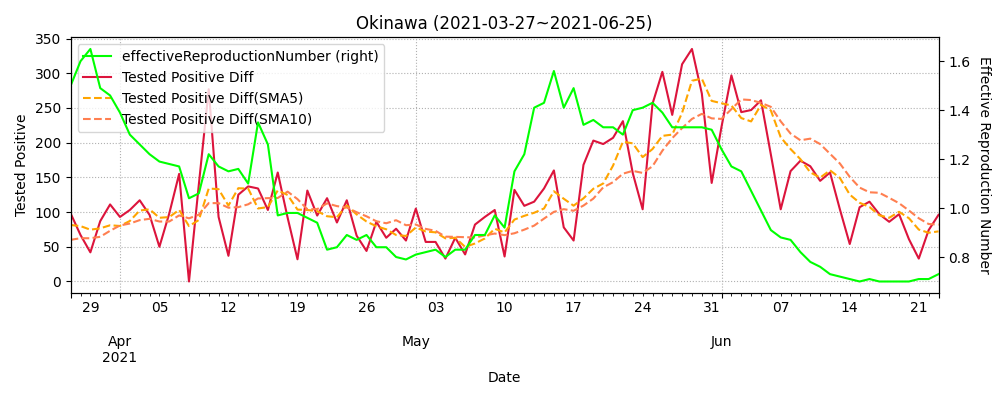 Okinawa (2021-03-27~2021-06-25)
effectiveReproductionNumber (right)
Tested Positive Diff
Tested Positive Diff(SMA5)
Tested Positive Diff(SMA10)
Tested Positive
350
300
250
200
150
100
50
0
1.6
1.4
1.2
1.0
0.8
Effective Reproduction Number
29 05 12 19 26 03 10 17 24 31 07 14 21
Apr May Jun
2021
Date